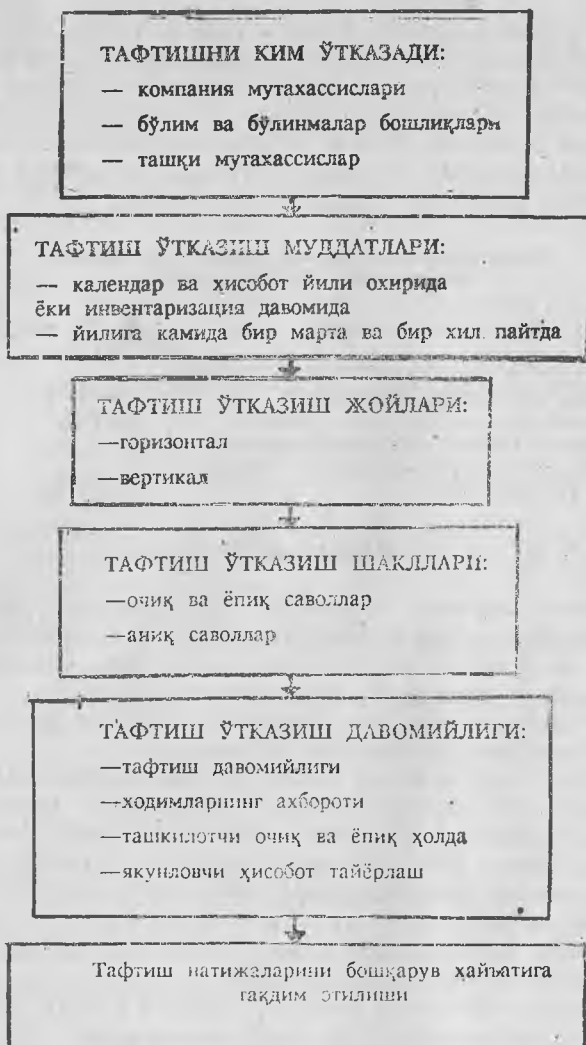 ТАФТИШНИ КИМ ЎТКАЗАДИ:
— компания мутахассислари
— бўлим ва бўлинмалар бошлиқлари
— ташқи мутахассислар
ТАФТИШ ЎТКАЗИШ МУДДАТЛАРИ:
— календар ва ҳисобот йили охирида
ёки инвентаризация давомида
— йилига камида бир марта ва бир хил пайтда
ТАФТИШ ЎТКАЗИШ ЖОЙЛАРИ:
—горизонтал
—вертикал
ТАФТИШ ЎТКАЗИШ ШАКЛЛАРИ:
—очиқ ва ёпиқ саволлар
—аниқ саволлар
ТАФТИШ ЎТКАЗИШ ДАВОМИЙЛИГИ:
—тафтиш давомийлиги
—ходимларнинг ахбороти
—ташкилотчи очиқ ва ёпиқ ҳолда
—якунловчи ҳисобот тайёрлаш
Тафтиш натижаларини бошқарув ҳайъатига
тақдим этилиши